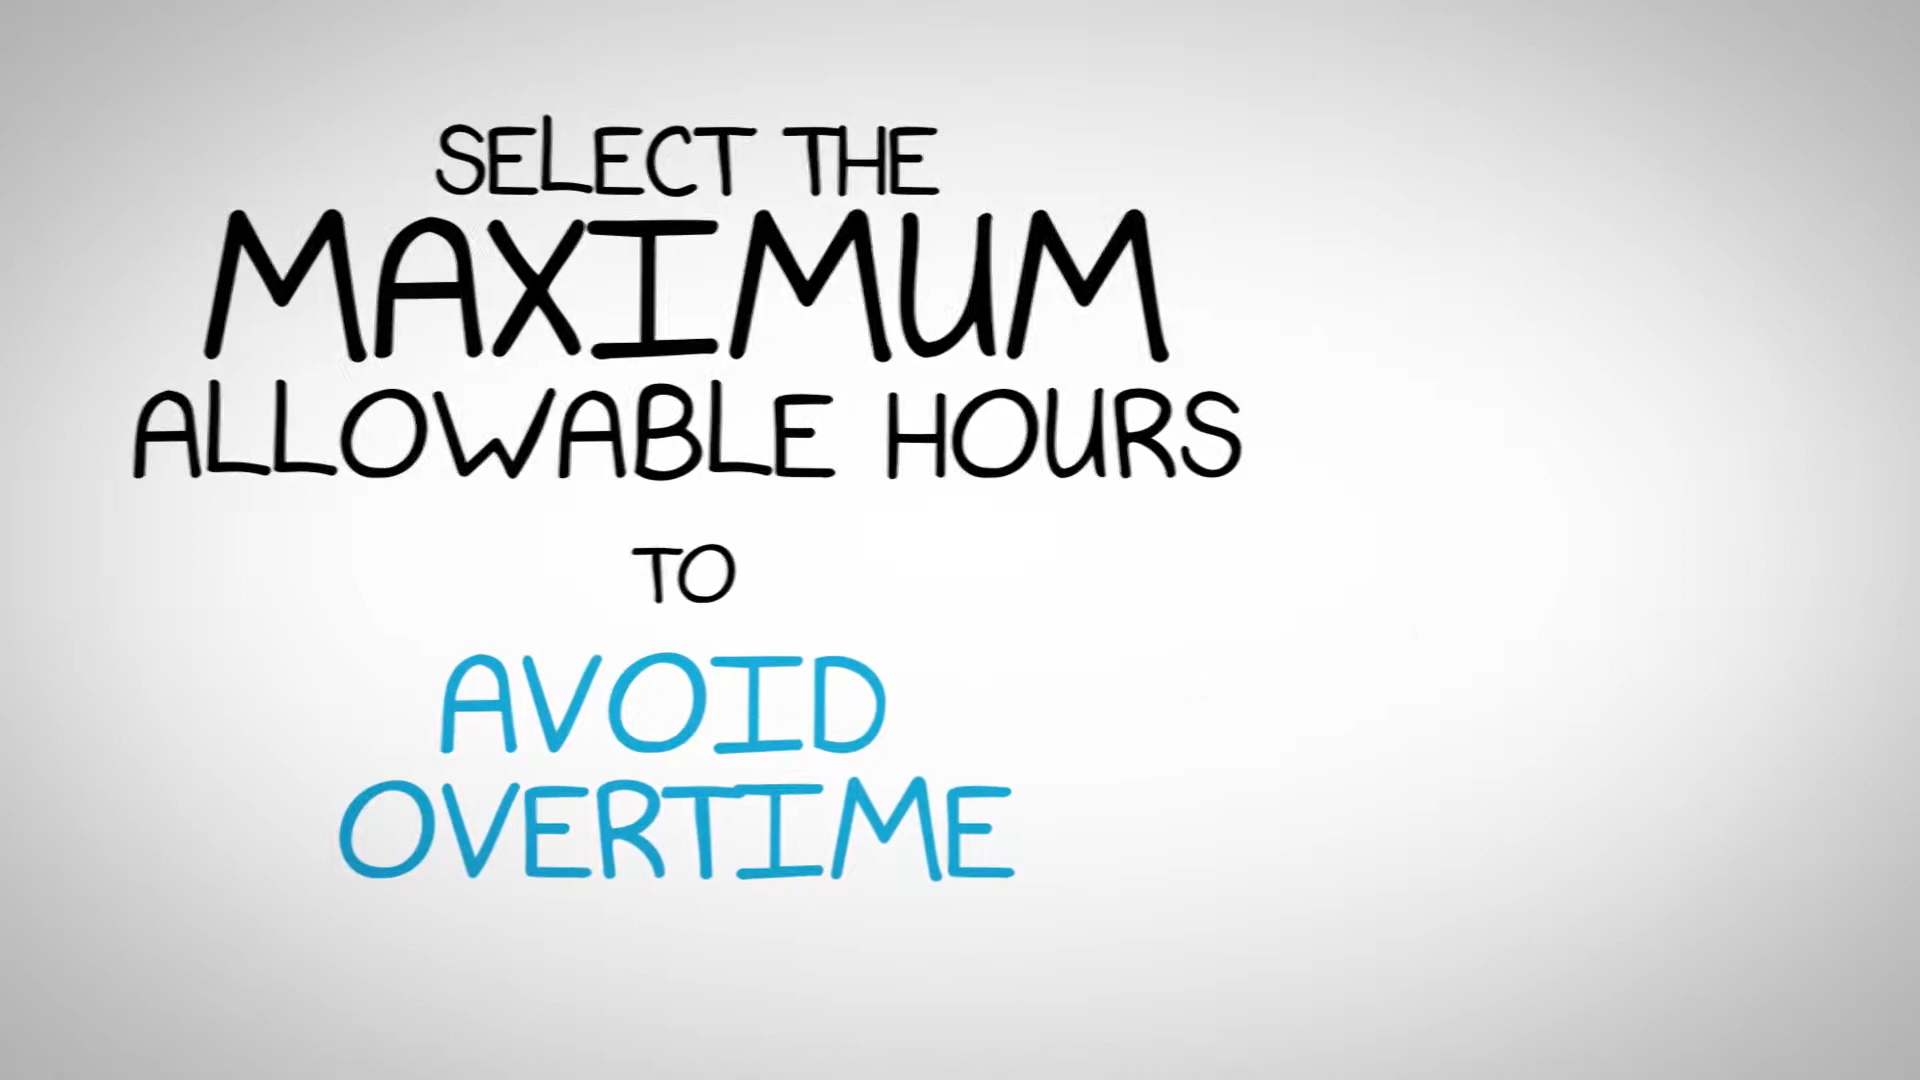 SELECT THE
MAXIMUM
ALLOWABLE HOURS
TO
AVOID
OVERTIME